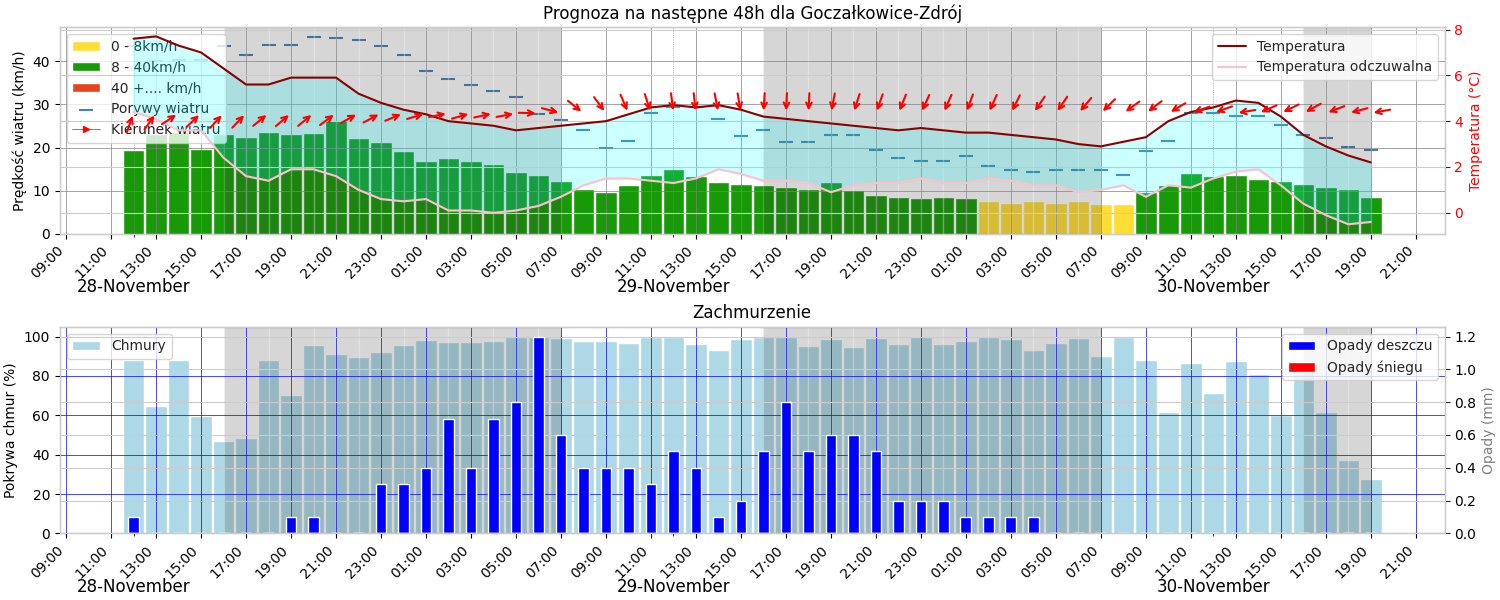 Prognoza na następne 48h dla Goczałkowice-Zdrój
0 - 8km/h
8 - 40km/h
40 +.... km/h
Porywy wiatru
Kierunek wiatru
Temperatura
Temperatura odczuwalna
Prędkość wiatru (km/h)
40
30
20
10
0
8
6
4
2
0
Temperatura (°C)
09:00 11:00 13:00 15:00 17:00 19:00 21:00 01:00 03:00 05:00 07:00 09:00 11:00 13:00 15:00 17:00 19:00 21:00 01:00 03:00 05:00 07:00 09:00 11:00 13:00 15:00 17:00 19:00 21:00
28-November 29-November 30-November
Zachmurzenie
Chmury
Opady deszczu
Opady śniegu
Pokrywa chmur (%)
100
80
60
40
20
0
1.2
1.0
0.8
0.6
0.4
0.2
0.0
Opady (mm)
09:00 11:00 13:00 15:00 17:00 19:00 21:00 01:00 03:00 05:00 07:00 09:00 11:00 13:00 15:00 17:00 19:00 21:00 01:00 03:00 05:00 07:00 09:00 11:00 13:00 15:00 17:00 19:00 21:00
28-November 29-November 30-November